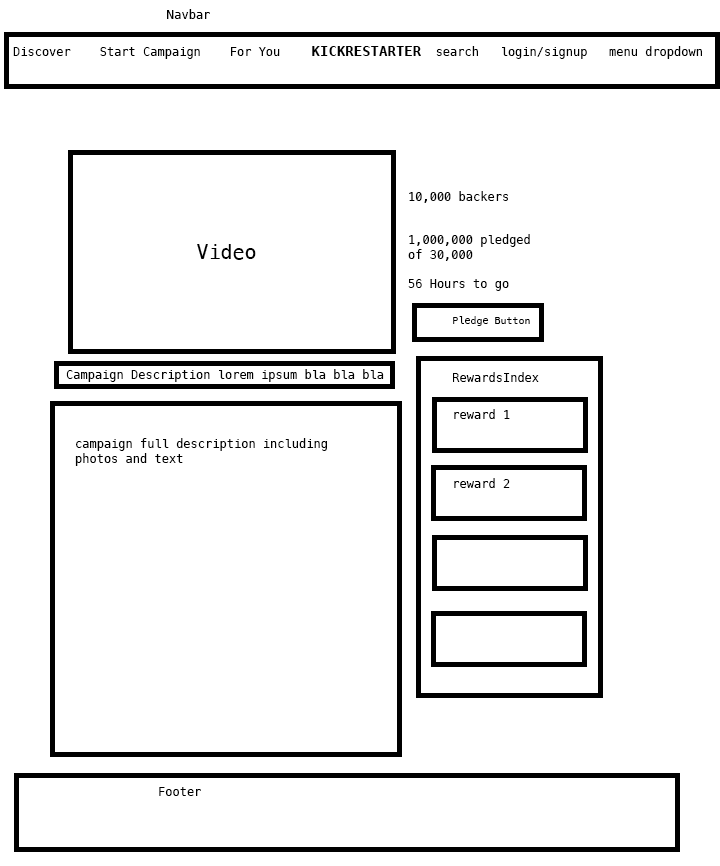 Navbar
Discover Start Campaign For You KICKRESTARTER search login/signup menu dropdown
Video
10,000 backers
1,000,000 pledged
of 30,000
56 Hours to go
Pledge Button
Campaign Description lorem ipsum bla bla bla
RewardsIndex
reward 1
reward 2
campaign full description including
photos and text
Footer